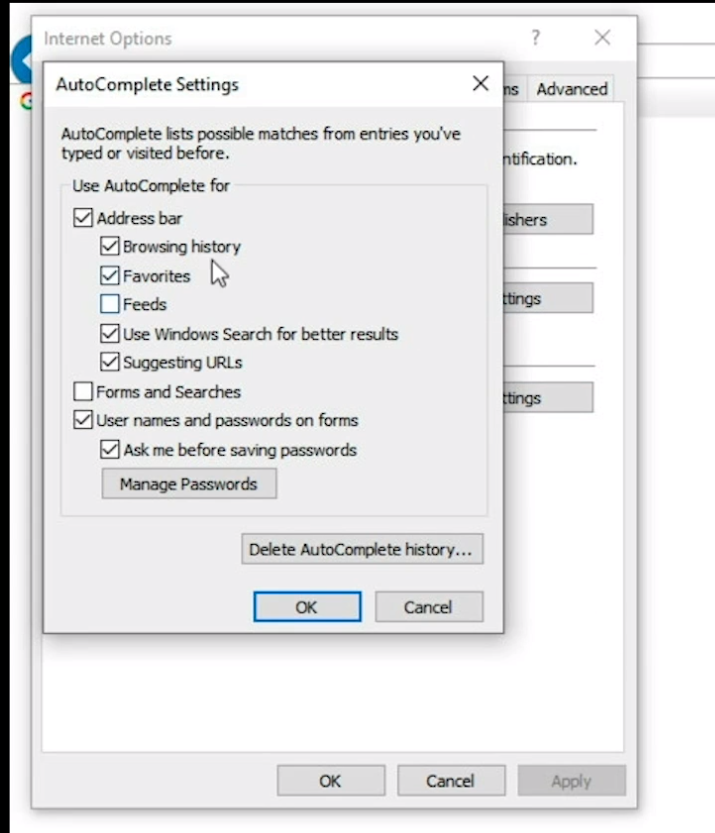 Internet Options
?
AutoComplete Settings
Advanced
AutoComplete lists possible matches from entries you've
typed or visited before.
ntification.
Use AutoComplete for
Address bar
ishers
Browsing history
Favorites
Feeds
ttings
Use Windows Search for better results
Suggesting URLs
Forms and Searches
ttings
User names and passwords on forms
Ask me before saving passwords
Manage Passwords
Delete AutoComplete history...
OK Cancel
OK Cancel Apply